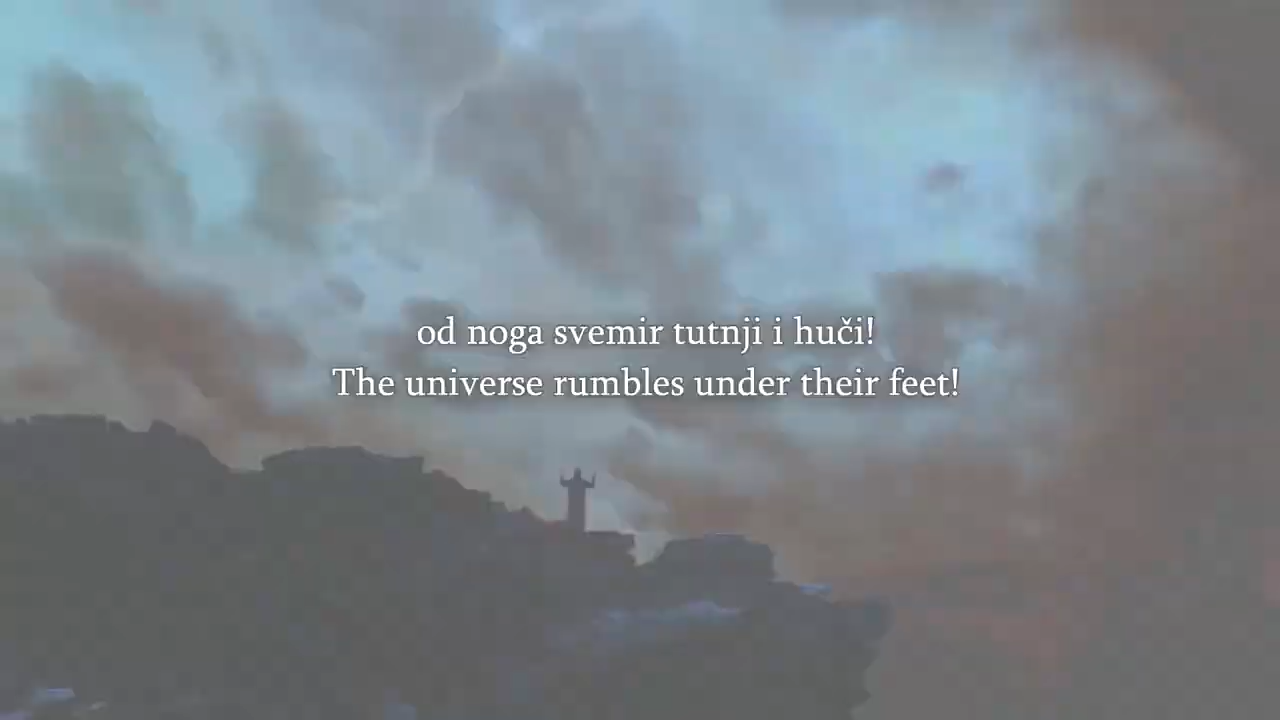 od noga svemir tutnji i huči!
The universe rumbles under their feet!